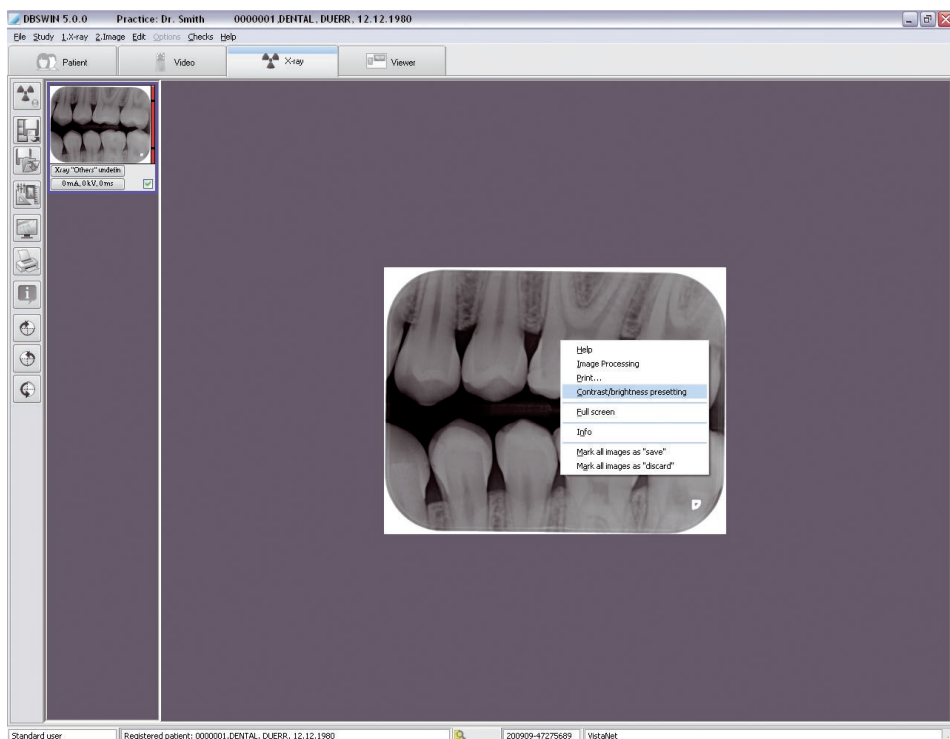 DBSWIN 5.0.0 Practice: Dr. Smith 0000001 ,DENTAL , DUERR , 12.12.1980
File Study 1.X-ray 2.Image Edit Options Checks Help
Patient Video X-ray Viewer
Xray "Others" undefin
0 mA, 0 kV, 0 ms
Help
Image Processing
Print...
Contrast/brightness presetting
Full screen
Info
Mark all images as "save"
Mark all images as "discard"
Standard user Registered patient: 0000001,DENTAL, DUERR, 12.12.1980 200909-47275689 VistaNet